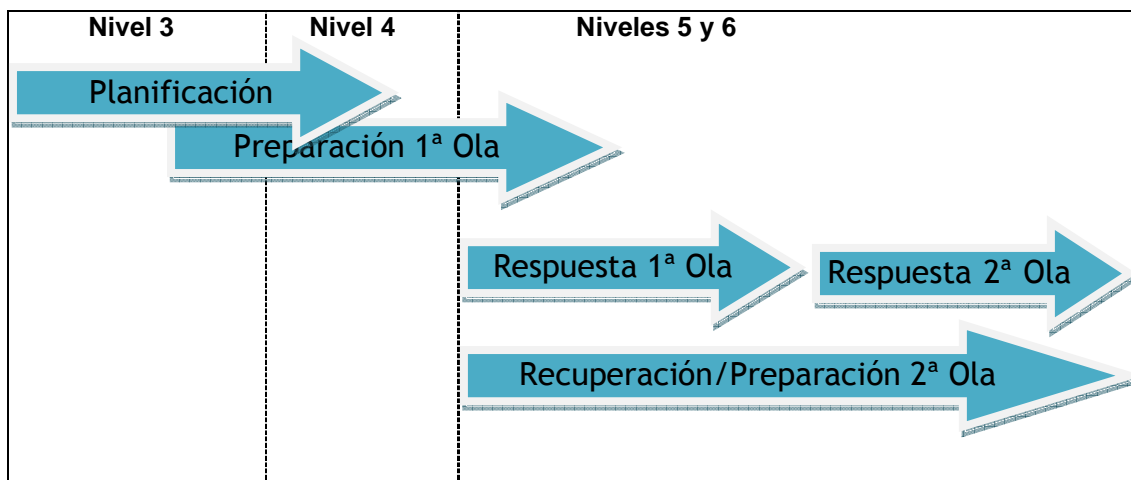 Nivel 3 Nivel 4 Niveles 5 y 6
Planificación
Preparación 1ª Ola
Respuesta 1ª Ola Respuesta 2ª Ola
Recuperación/Preparación 2ª Ola